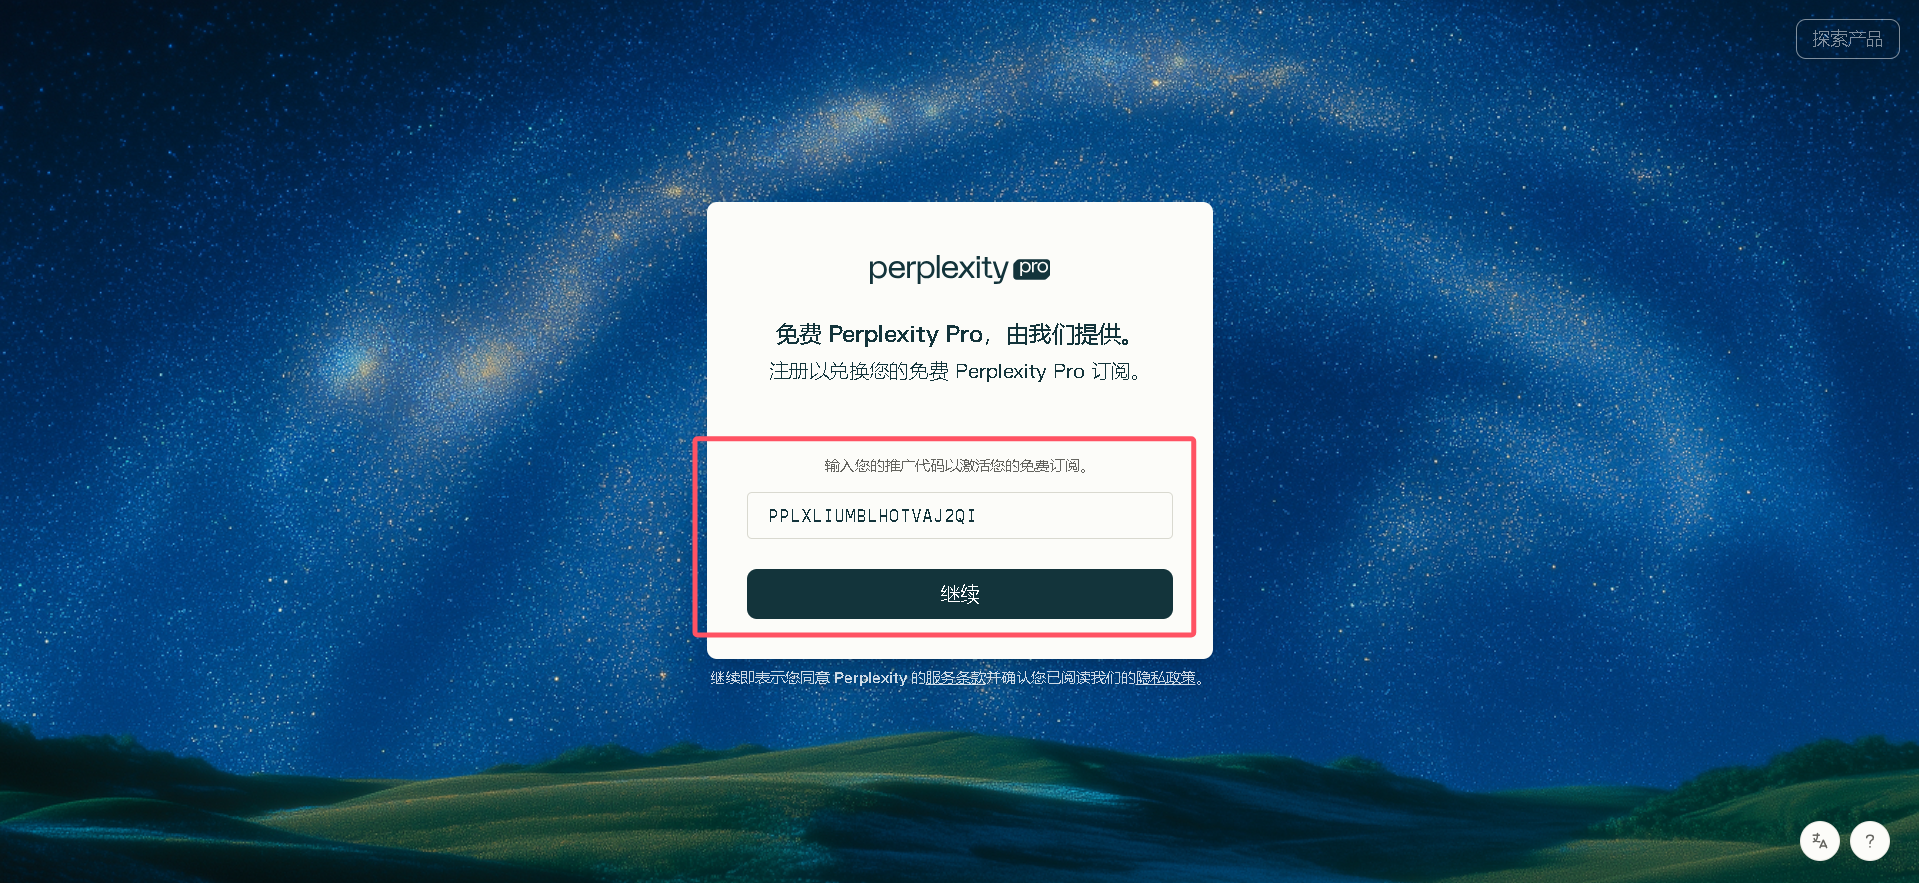 探索产品
perplexity pro
免费 Perplexity Pro，由我们提供。
注册以兑换您的免费 Perplexity Pro 订阅。
输入您的推广代码以激活您的免费订阅。
PPLXLIUMBLHOTVAJ2QI
继续
继续即表示您同意 Perplexity 的服务条款并确认您已阅读我们的隐私政策。
?